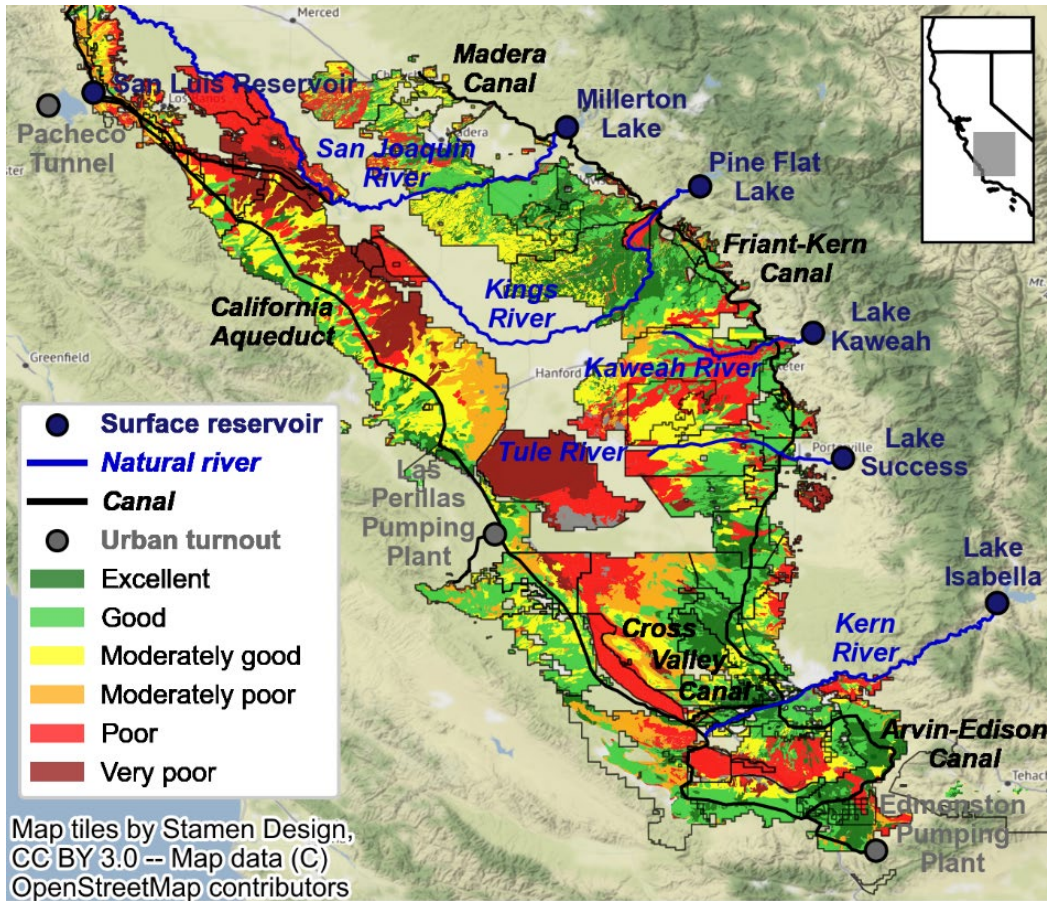 Merced
Madera
Canal
San Luis Reservoir
Los Banos
Pacheco
Tunnel
Millerton
Lake
San Joaquin
River
Pine Flat
Lake
Friant-Kern
Canal
Kings
River
California
Aqueduct
Lake
Kaweah
Greenfield
Hanford
Kaweah River
Tule River
Porterville
Lake
Success
Las
Perillas
Pumping
Plant
Lake
Isabella
Kern
River
Cross
Valley
Canal
Arvin-Edison
Canal
Edmonston
Pumping
Plant
Surface reservoir
Natural river
Canal
Urban turnout
Excellent
Good
Moderately good
Moderately poor
Poor
Very poor
Map tiles by Stamen Design,
CC BY 3.0 -- Map data (C)
OpenStreetMap contributors